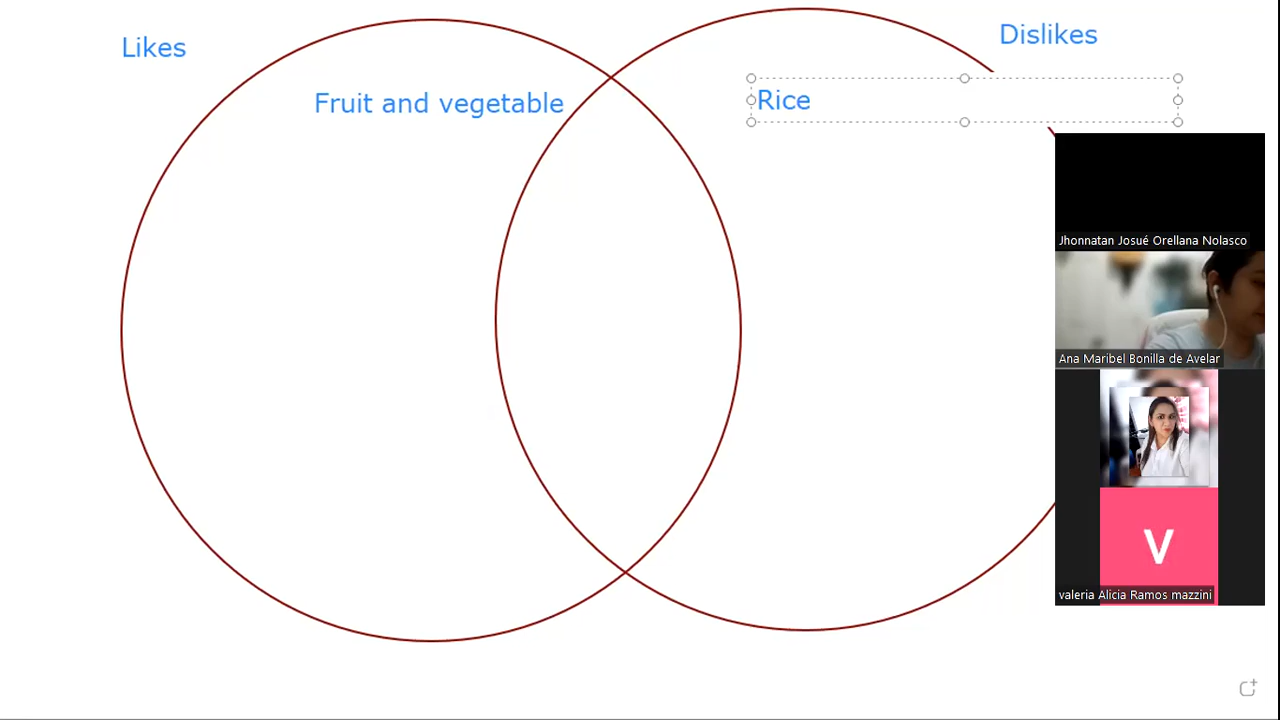 Likes
Dislikes
Fruit and vegetable
Rice
Jhonnatan Josué Orellana Nolasco
Ana Maribel Bonilla de Avelar
V
valeria Alicia Ramos mazzini